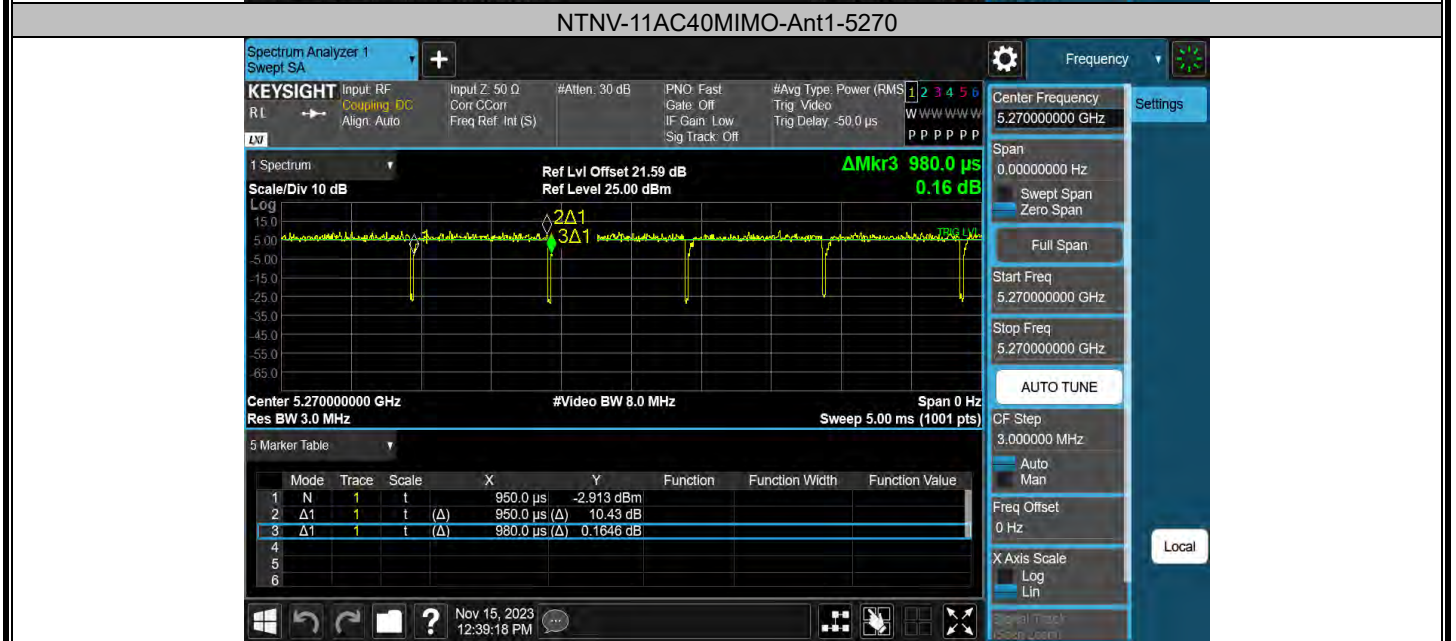 NTNV-11AC40MIMO-Ant1-5270
Spectrum Analyzer 1
Swept SA
+
Frequency
KEYSIGHT
RL
LXI
Input: RF
Coupling: DC
Align: Auto
Input Z: 50 Ω
Corr CCorr
Freq Ref: Int (S)
#Atten: 30 dB
PNO: Fast
Gate: Off
IF Gain: Low
Sig Track: Off
#Avg Type: Power (RMS
Trig: Video
Trig Delay: -50.0 µs
1 2 3 4 5 6
W W W W W W
P P P P P P
1 Spectrum
Scale/Div 10 dB
Ref Lvl Offset 21.59 dB
Ref Level 25.00 dBm
ΔMkr3 980.0 µs
0.16 dB
Log
15.0
5.00
-5.00
-15.0
-25.0
-35.0
-45.0
-55.0
-65.0
1
2Δ1
3Δ1
TRIG LVL
Center 5.270000000 GHz
#Video BW 8.0 MHz
Span 0 Hz
Res BW 3.0 MHz
Sweep 5.00 ms (1001 pts)
5 Marker Table
Mode Trace Scale X Y Function Function Width Function Value
1 N 1 t 950.0 µs -2.913 dBm
2 Δ1 1 t (Δ) 950.0 µs (Δ) 10.43 dB
3 Δ1 1 t (Δ) 980.0 µs (Δ) 0.1646 dB
4
5
6
?
Nov 15, 2023
12:39:18 PM
Center Frequency
5.270000000 GHz
Settings
Span
0.00000000 Hz
Swept Span
Zero Span
Full Span
Start Freq
5.270000000 GHz
Stop Freq
5.270000000 GHz
AUTO TUNE
CF Step
3.000000 MHz
Auto
Man
Freq Offset
0 Hz
X Axis Scale
Log
Lin
Local